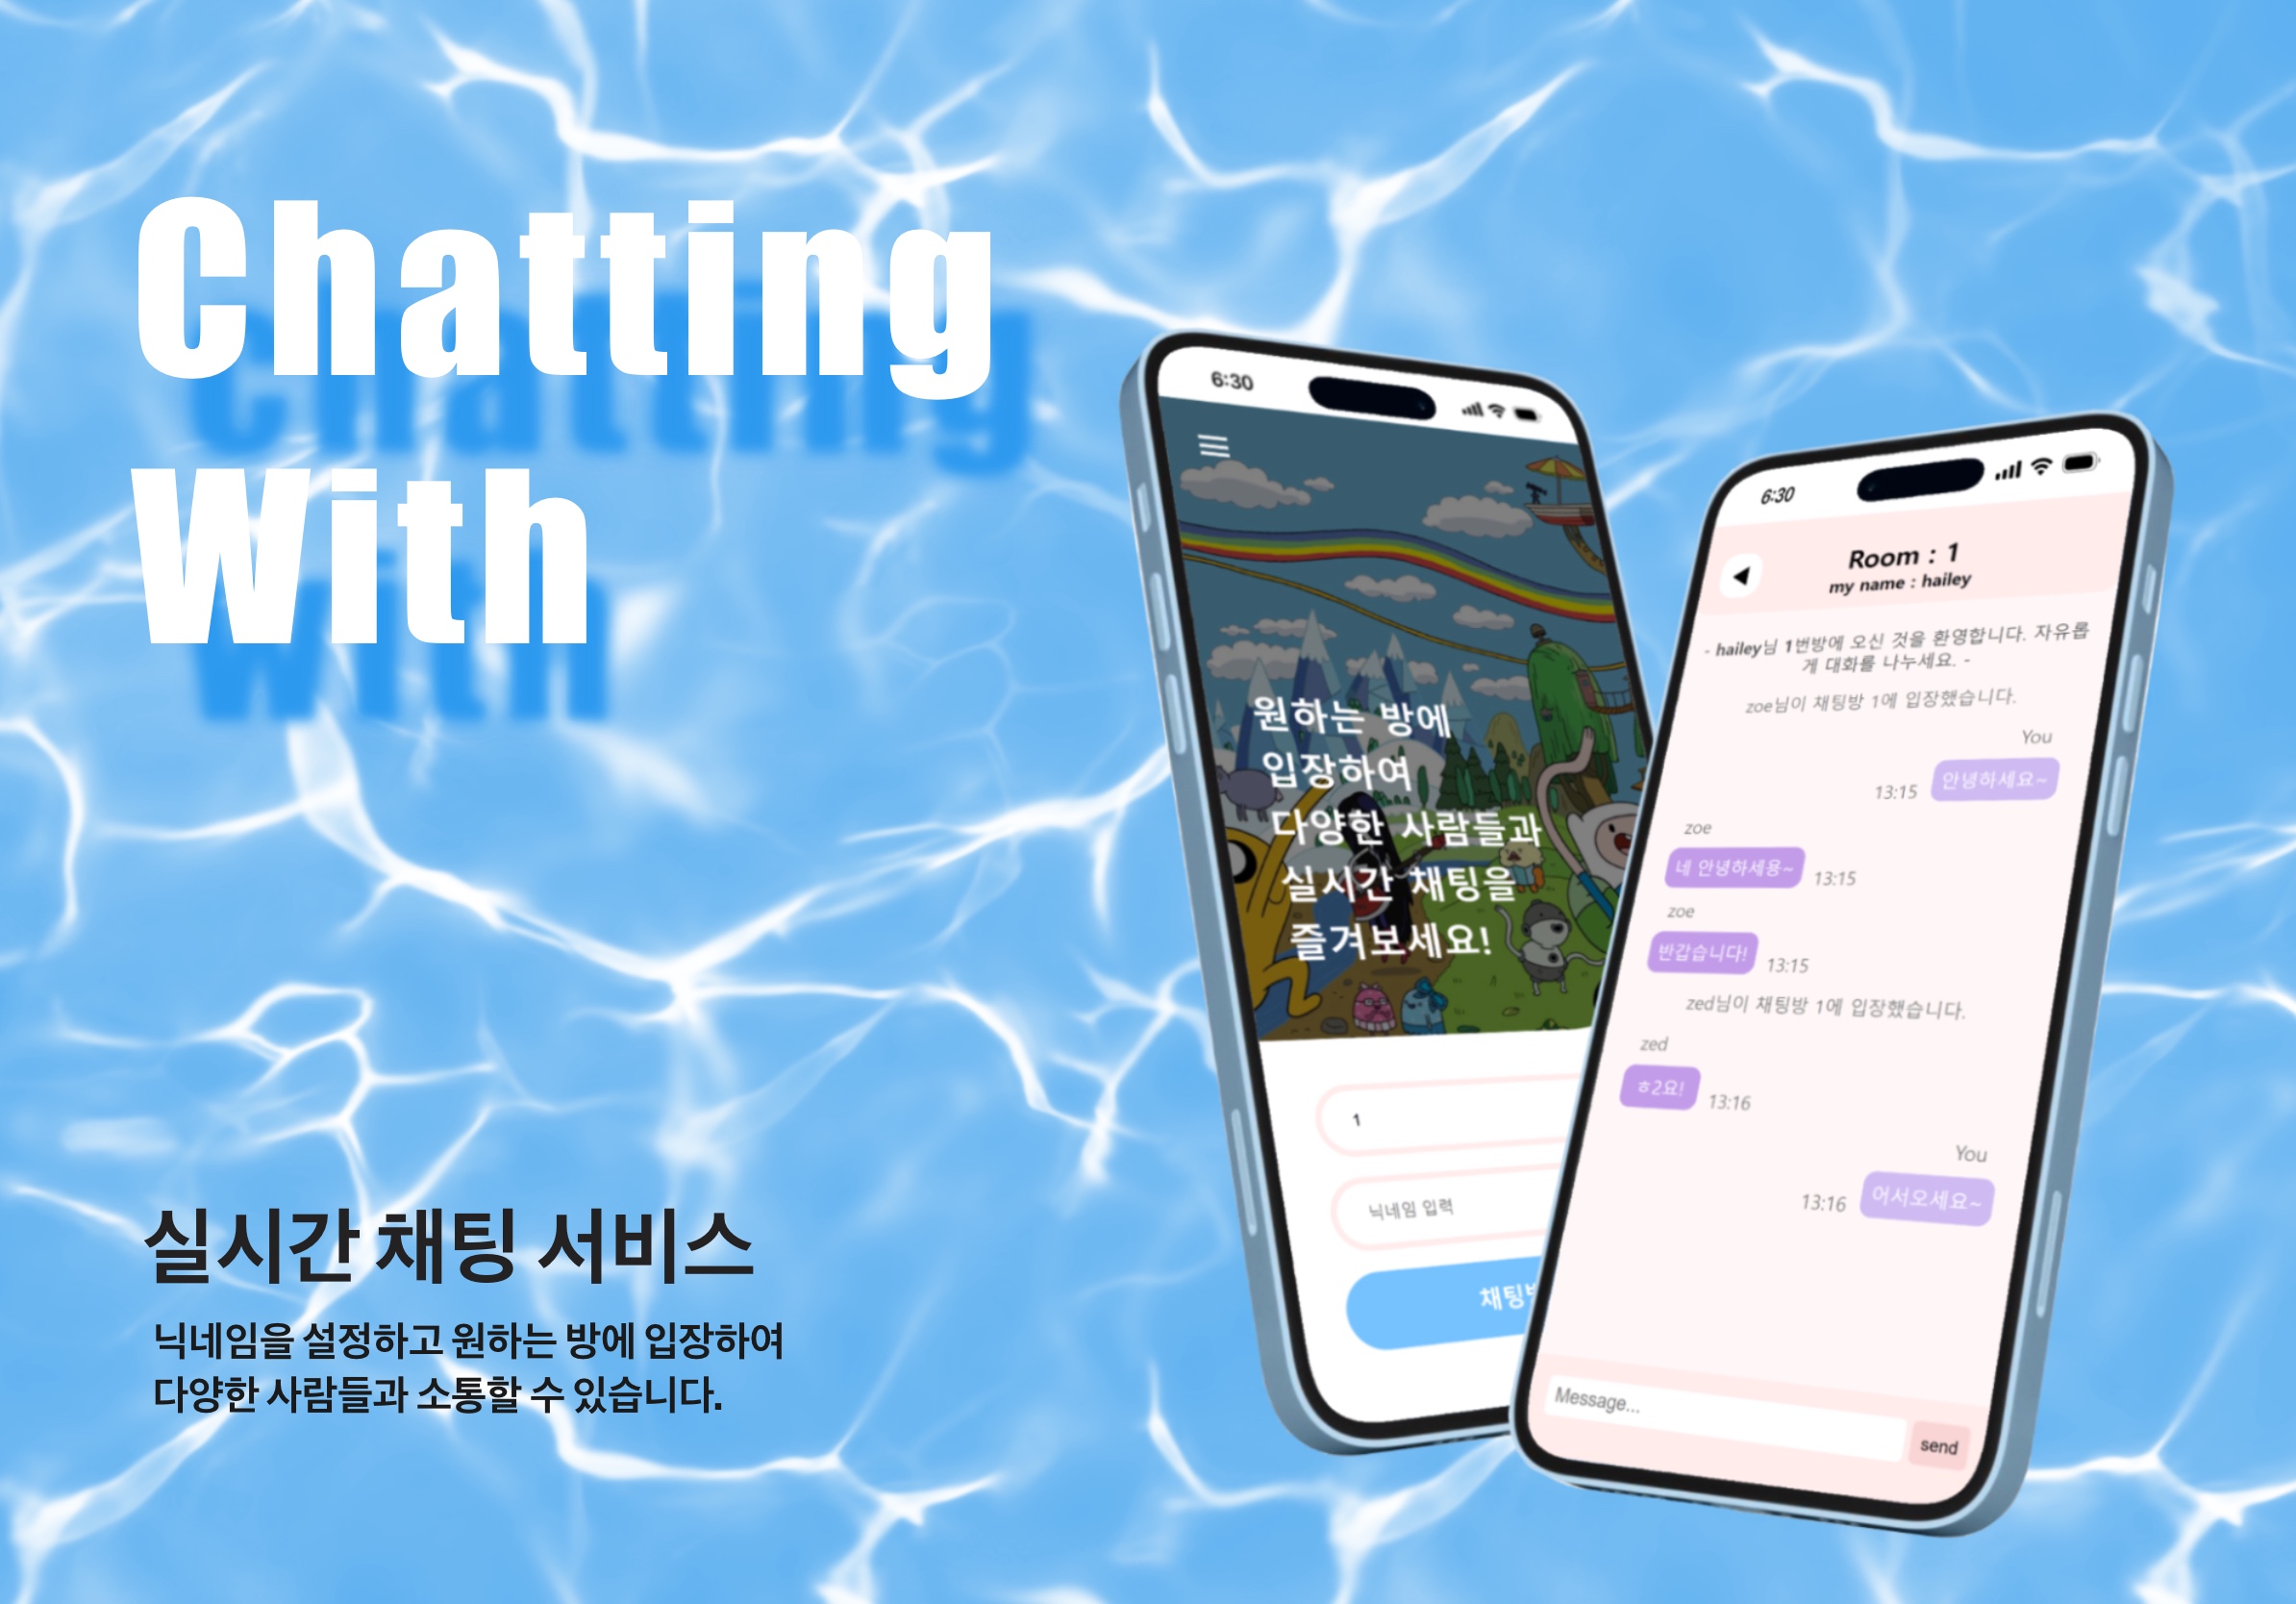 Chatting
With
실시간 채팅 서비스
닉네임을 설정하고 원하는 방에 입장하여
다양한 사람들과 소통할 수 있습니다.
6:30
원하는 방에
입장하여
다양한 사람들과
실시간 채팅을
즐겨보세요!
1
닉네임 입력
채팅
6:30
Room : 1
my name : hailey
- hailey님 1번방에 오신 것을 환영합니다. 자유롭
게 대화를 나누세요. -
zoe님이 채팅방 1에 입장했습니다.
You
13:15 안녕하세요~
zoe
네 안녕하세용~ 13:15
zoe
반갑습니다! 13:15
zed님이 채팅방 1에 입장했습니다.
zed
ㅎ2요! 13:16
You
13:16 어서오세요~
Message...
send